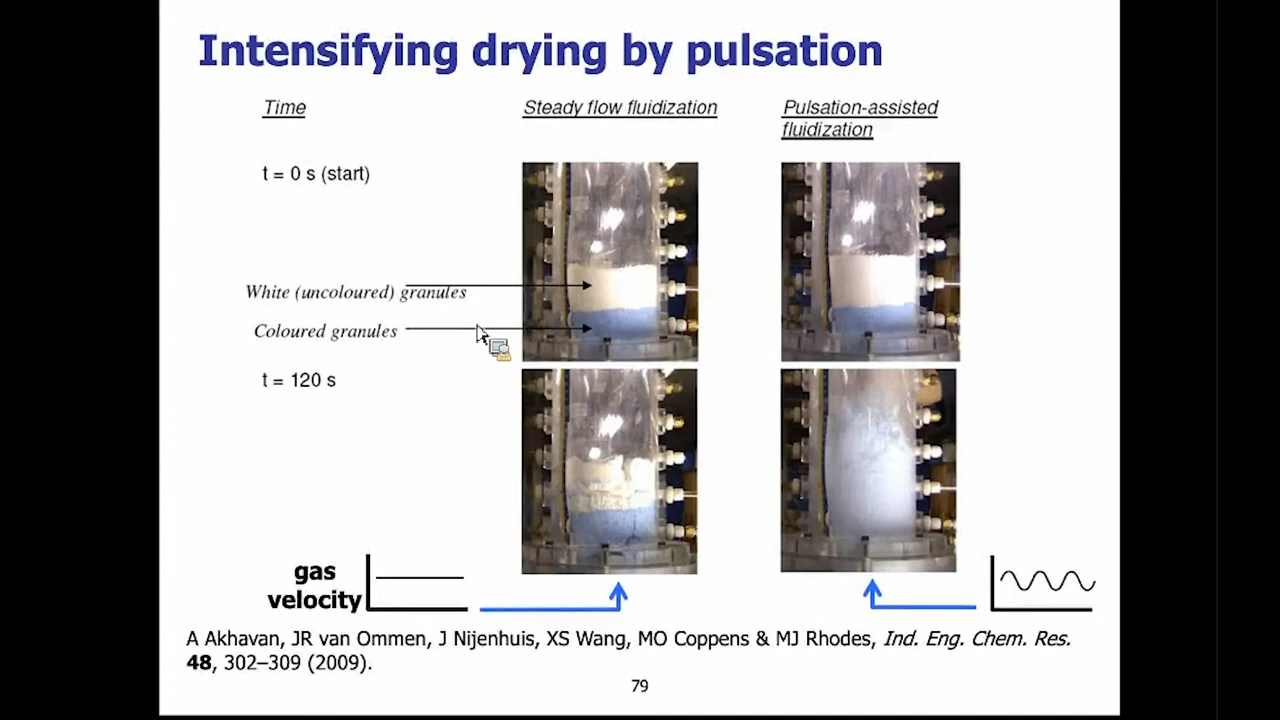 Intensifying drying by pulsation
Time
Steady flow fluidization
Pulsation-assisted
fluidization
t = 0 s (start)
White (uncoloured) granules
Coloured granules
t = 120 s
gas
velocity
A Akhavan, JR van Ommen, J Nijenhuis, XS Wang, MO Coppens & MJ Rhodes, Ind. Eng. Chem. Res.
48, 302–309 (2009).
79